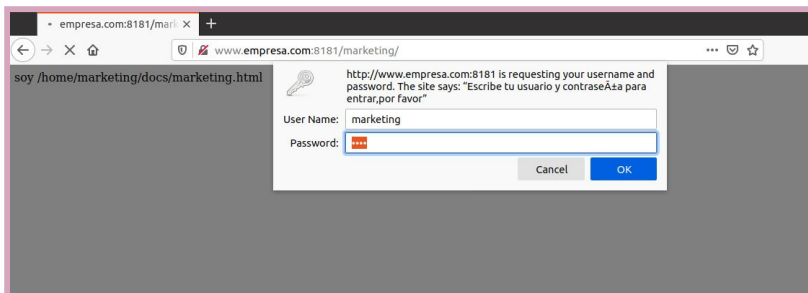 empresa.com:8181/mark
www.empresa.com:8181/marketing/
soy /home/marketing/docs/marketing.html
http://www.empresa.com:8181 is requesting your username and
password. The site says: "Escribe tu usuario y contraseÃ±a para
entrar,por favor"
User Name: marketing
Password: ••••
Cancel OK